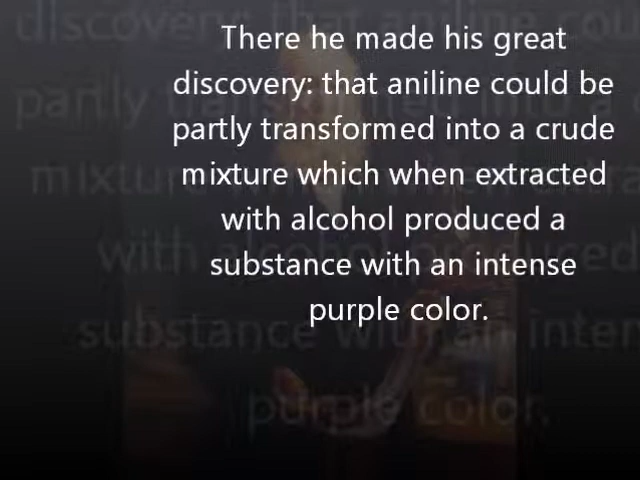 There he made his great
discovery: that aniline could be
partly transformed into a crude
mixture which when extracted
with alcohol produced a
substance with an intense
purple color.